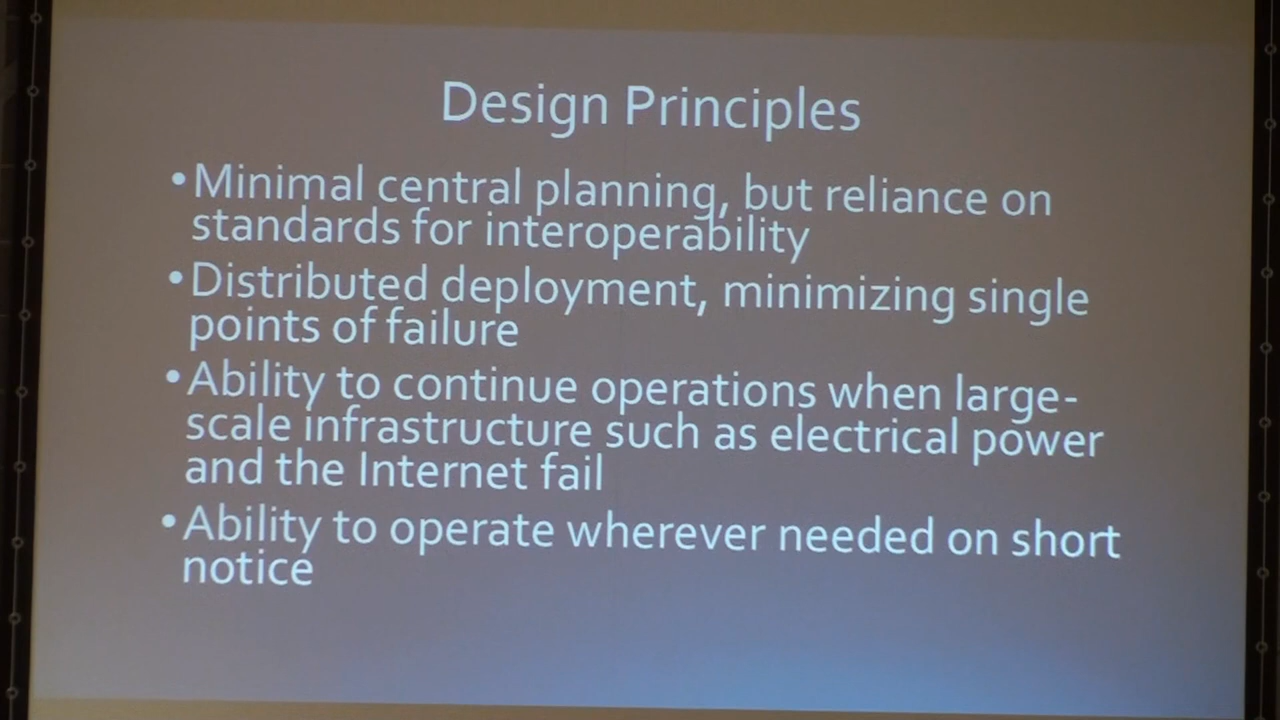 Design Principles
•Minimal central planning, but reliance on
standards for interoperability
•Distributed deployment, minimizing single
points of failure
•Ability to continue operations when large-
scale infrastructure such as electrical power
and the Internet fail
•Ability to operate wherever needed on short
notice